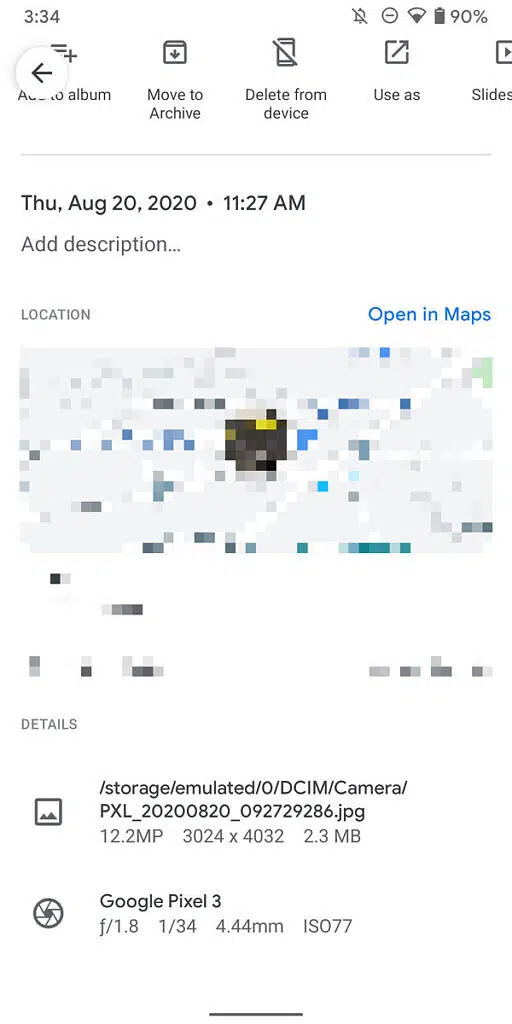 3:34
90%
Add to album
Move to
Archive
Delete from
device
Use as
Slides
Thu, Aug 20, 2020 • 11:27 AM
Add description...
LOCATION
Open in Maps
DETAILS
/storage/emulated/0/DCIM/Camera/
PXL_20200820_092729286.jpg
12.2MP 3024 x 4032 2.3 MB
Google Pixel 3
ƒ/1.8 1/34 4.44mm ISO77